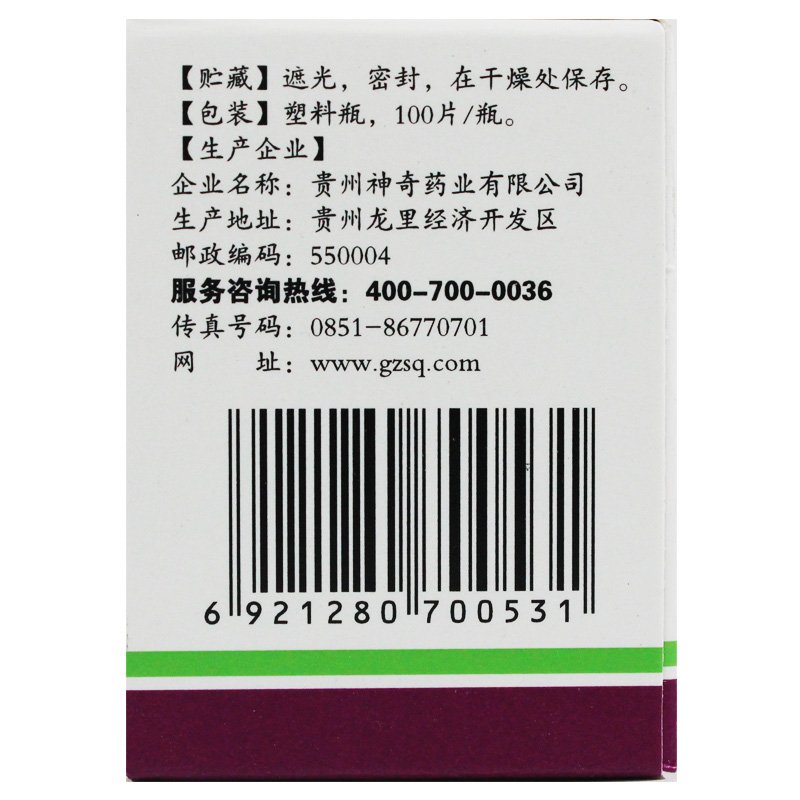 【贮藏】遮光，密封，在干燥处保存。
【包装】塑料瓶，100片/瓶。
【生产企业】
企业名称：贵州神奇药业有限公司
生产地址：贵州龙里经济开发区
邮政编码：550004
服务咨询热线：400-700-0036
传真号码：0851-86770701
网 址：www.gzsq.com
6 921280 700531